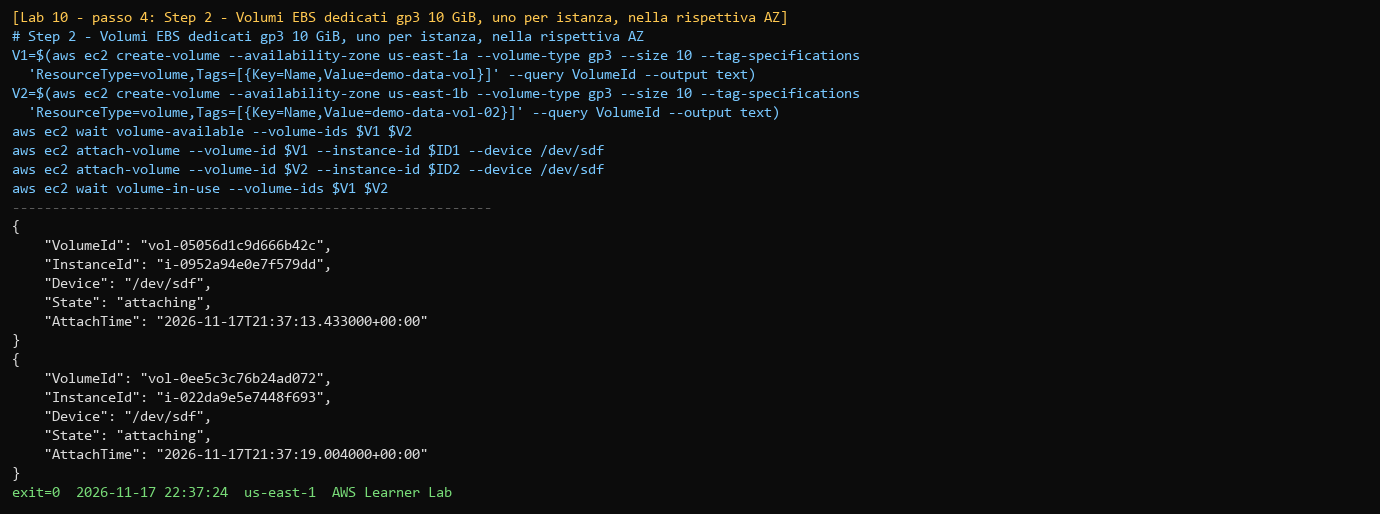 [Lab 10 - passo 4: Step 2 - Volumi EBS dedicati gp3 10 GiB, uno per istanza, nella rispettiva AZ]
# Step 2 - Volumi EBS dedicati gp3 10 GiB, uno per istanza, nella rispettiva AZ
V1=$(aws ec2 create-volume --availability-zone us-east-1a --volume-type gp3 --size 10 --tag-specifications
  'ResourceType=volume,Tags=[{Key=Name,Value=demo-data-vol}]' --query VolumeId --output text)
V2=$(aws ec2 create-volume --availability-zone us-east-1b --volume-type gp3 --size 10 --tag-specifications
  'ResourceType=volume,Tags=[{Key=Name,Value=demo-data-vol-02}]' --query VolumeId --output text)
aws ec2 wait volume-available --volume-ids $V1 $V2
aws ec2 attach-volume --volume-id $V1 --instance-id $ID1 --device /dev/sdf
aws ec2 attach-volume --volume-id $V2 --instance-id $ID2 --device /dev/sdf
aws ec2 wait volume-in-use --volume-ids $V1 $V2
------------------------------------------------------------
{
    "VolumeId": "vol-05056d1c9d666b42c",
    "InstanceId": "i-0952a94e0e7f579dd",
    "Device": "/dev/sdf",
    "State": "attaching",
    "AttachTime": "2026-11-17T21:37:13.433000+00:00"
}
{
    "VolumeId": "vol-0ee5c3c76b24ad072",
    "InstanceId": "i-022da9e5e7448f693",
    "Device": "/dev/sdf",
    "State": "attaching",
    "AttachTime": "2026-11-17T21:37:19.004000+00:00"
}
exit=0  2026-11-17 22:37:24  us-east-1  AWS Learner Lab